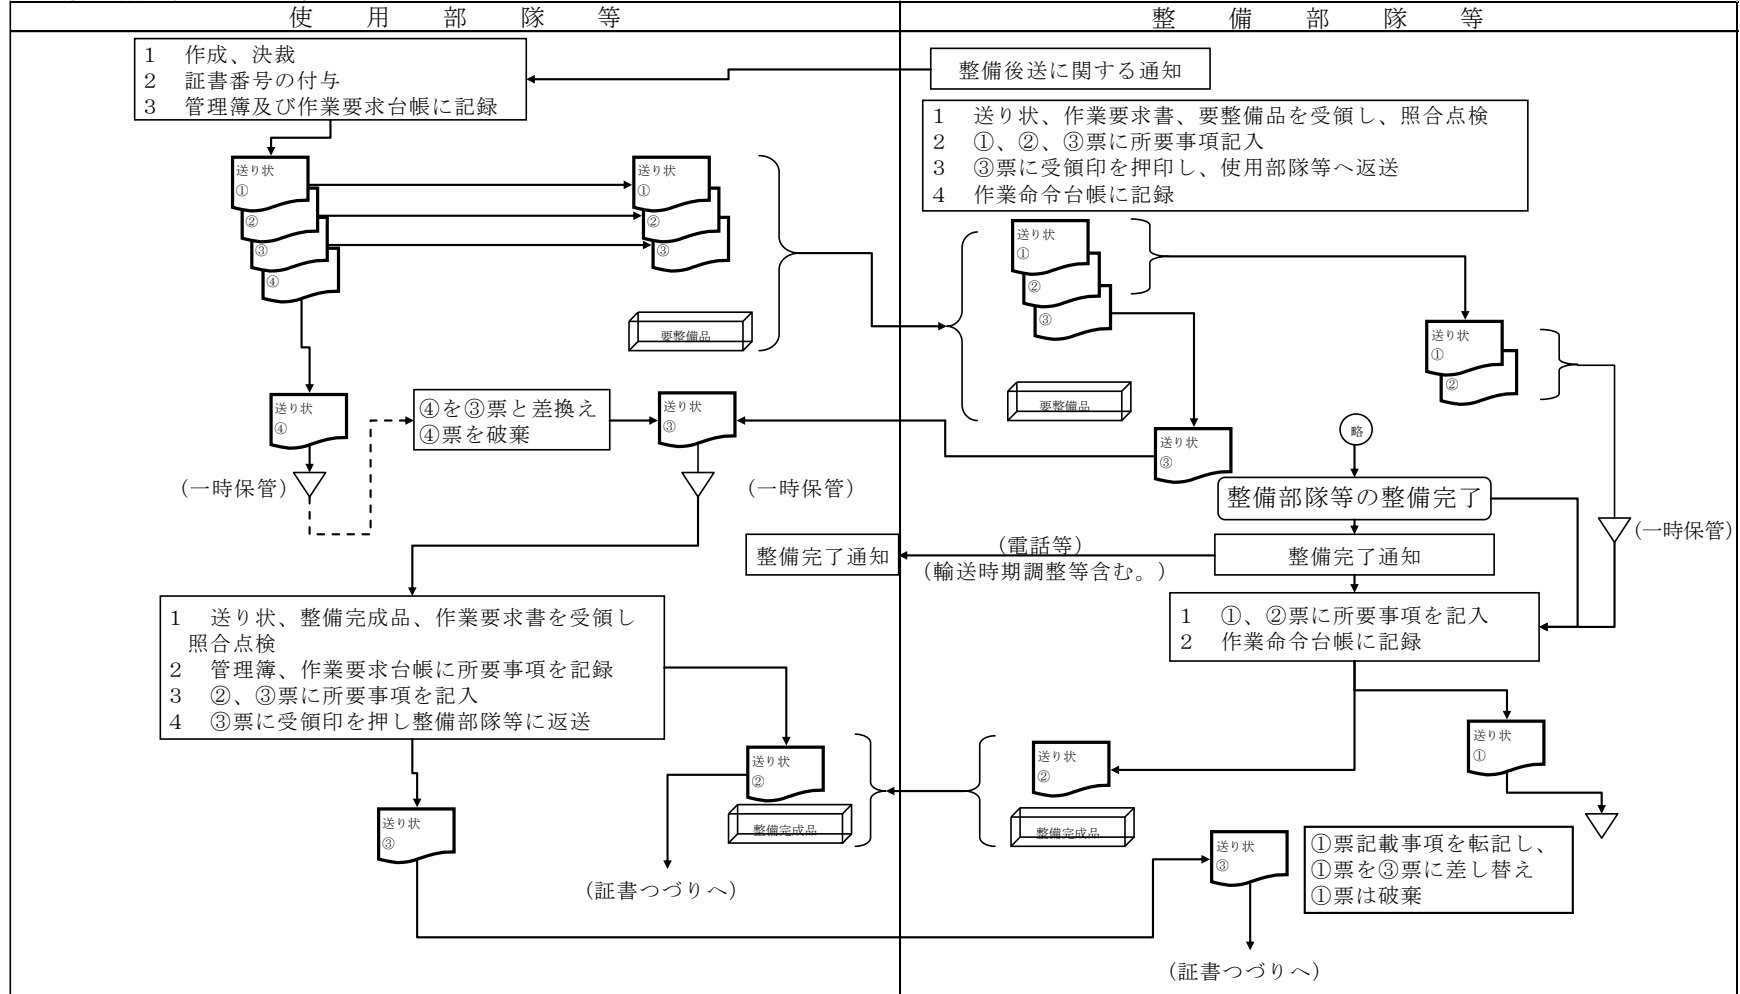 使用部隊等
整備部隊等
1 作成、決裁
2 証書番号の付与
3 管理簿及び作業要求台帳に記録
整備後送に関する通知
1 送り状、作業要求書、要整備品を受領し、照合点検
2 ①、②、③票に所要事項記入
3 ③票に受領印を押印し、使用部隊等へ返送
4 作業命令台帳に記録
送り状
①
②
③
④
送り状
①
②
③
要整備品
送り状
①
②
③
要整備品
送り状
①
②
送り状
④
④を③票と差換え
④票を破棄
送り状
③
送り状
③
略
(一時保管)
(一時保管)
整備部隊等の整備完了
(一時保管)
整備完了通知
(電話等)
(輸送時期調整等含む。)
整備完了通知
1 送り状、整備完成品、作業要求書を受領し
照合点検
2 管理簿、作業要求台帳に所要事項を記録
3 ②、③票に所要事項を記入
4 ③票に受領印を押し整備部隊等に返送
1 ①、②票に所要事項を記入
2 作業命令台帳に記録
送り状
②
整備完成品
送り状
②
整備完成品
送り状
①
送り状
③
(証書つづりへ)
送り状
③
①票記載事項を転記し、
①票を③票に差し替え
①票は破棄
(証書つづりへ)